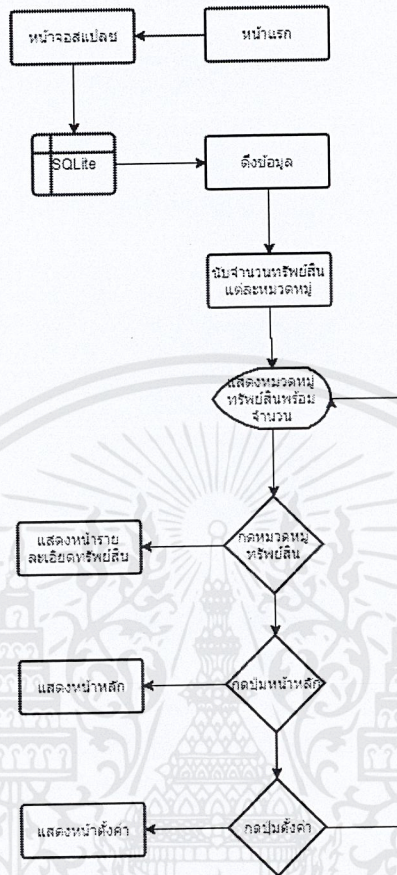 หน้าจอสแปลช
หน้าแรก
SQLite
ดึงข้อมูล
นับจำนวนทรัพย์สิน
แต่ละหมวดหมู่
แสดงหมวดหมู่
ทรัพย์สินพร้อม
จำนวน
แสดงหน้าราย
ละเอียดทรัพย์สิน
กดหมวดหมู่
ทรัพย์สิน
แสดงหน้าหลัก
กดปุ่มหน้าหลัก
แสดงหน้าตั้งค่า
กดปุ่มตั้งค่า